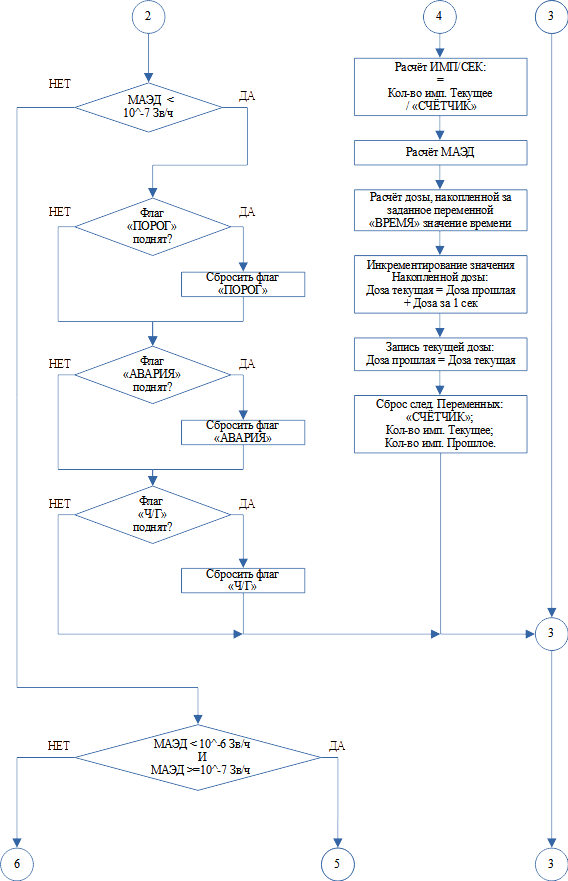 2
НЕТ
МАЭД <
10^-7 Зв/ч
ДА
НЕТ
Флаг
«ПОРОГ»
поднят?
ДА
Сбросить флаг
«ПОРОГ»
НЕТ
Флаг
«АВАРИЯ»
поднят?
ДА
Сбросить флаг
«АВАРИЯ»
НЕТ
Флаг
«Ч/Г»
поднят?
ДА
Сбросить флаг
«Ч/Г»
4
Расчёт ИМП/СЕК:
=
Кол-во имп. Текущее
/ «СЧЁТЧИК»
Расчёт МАЭД
Расчёт дозы, накопленной за
заданное переменной
«ВРЕМЯ» значение времени
Инкрементирование значения
Накопленной дозы:
Доза текущая = Доза прошлая
+ Доза за 1 сек
Запись текущей дозы:
Доза прошлая = Доза текущая
Сброс след. Переменных:
«СЧЁТЧИК»;
Кол-во имп. Текущее;
Кол-во имп. Прошлое.
3
3
НЕТ
МАЭД < 10^-6 Зв/ч
И
МАЭД >=10^-7 Зв/ч
ДА
6
5
3